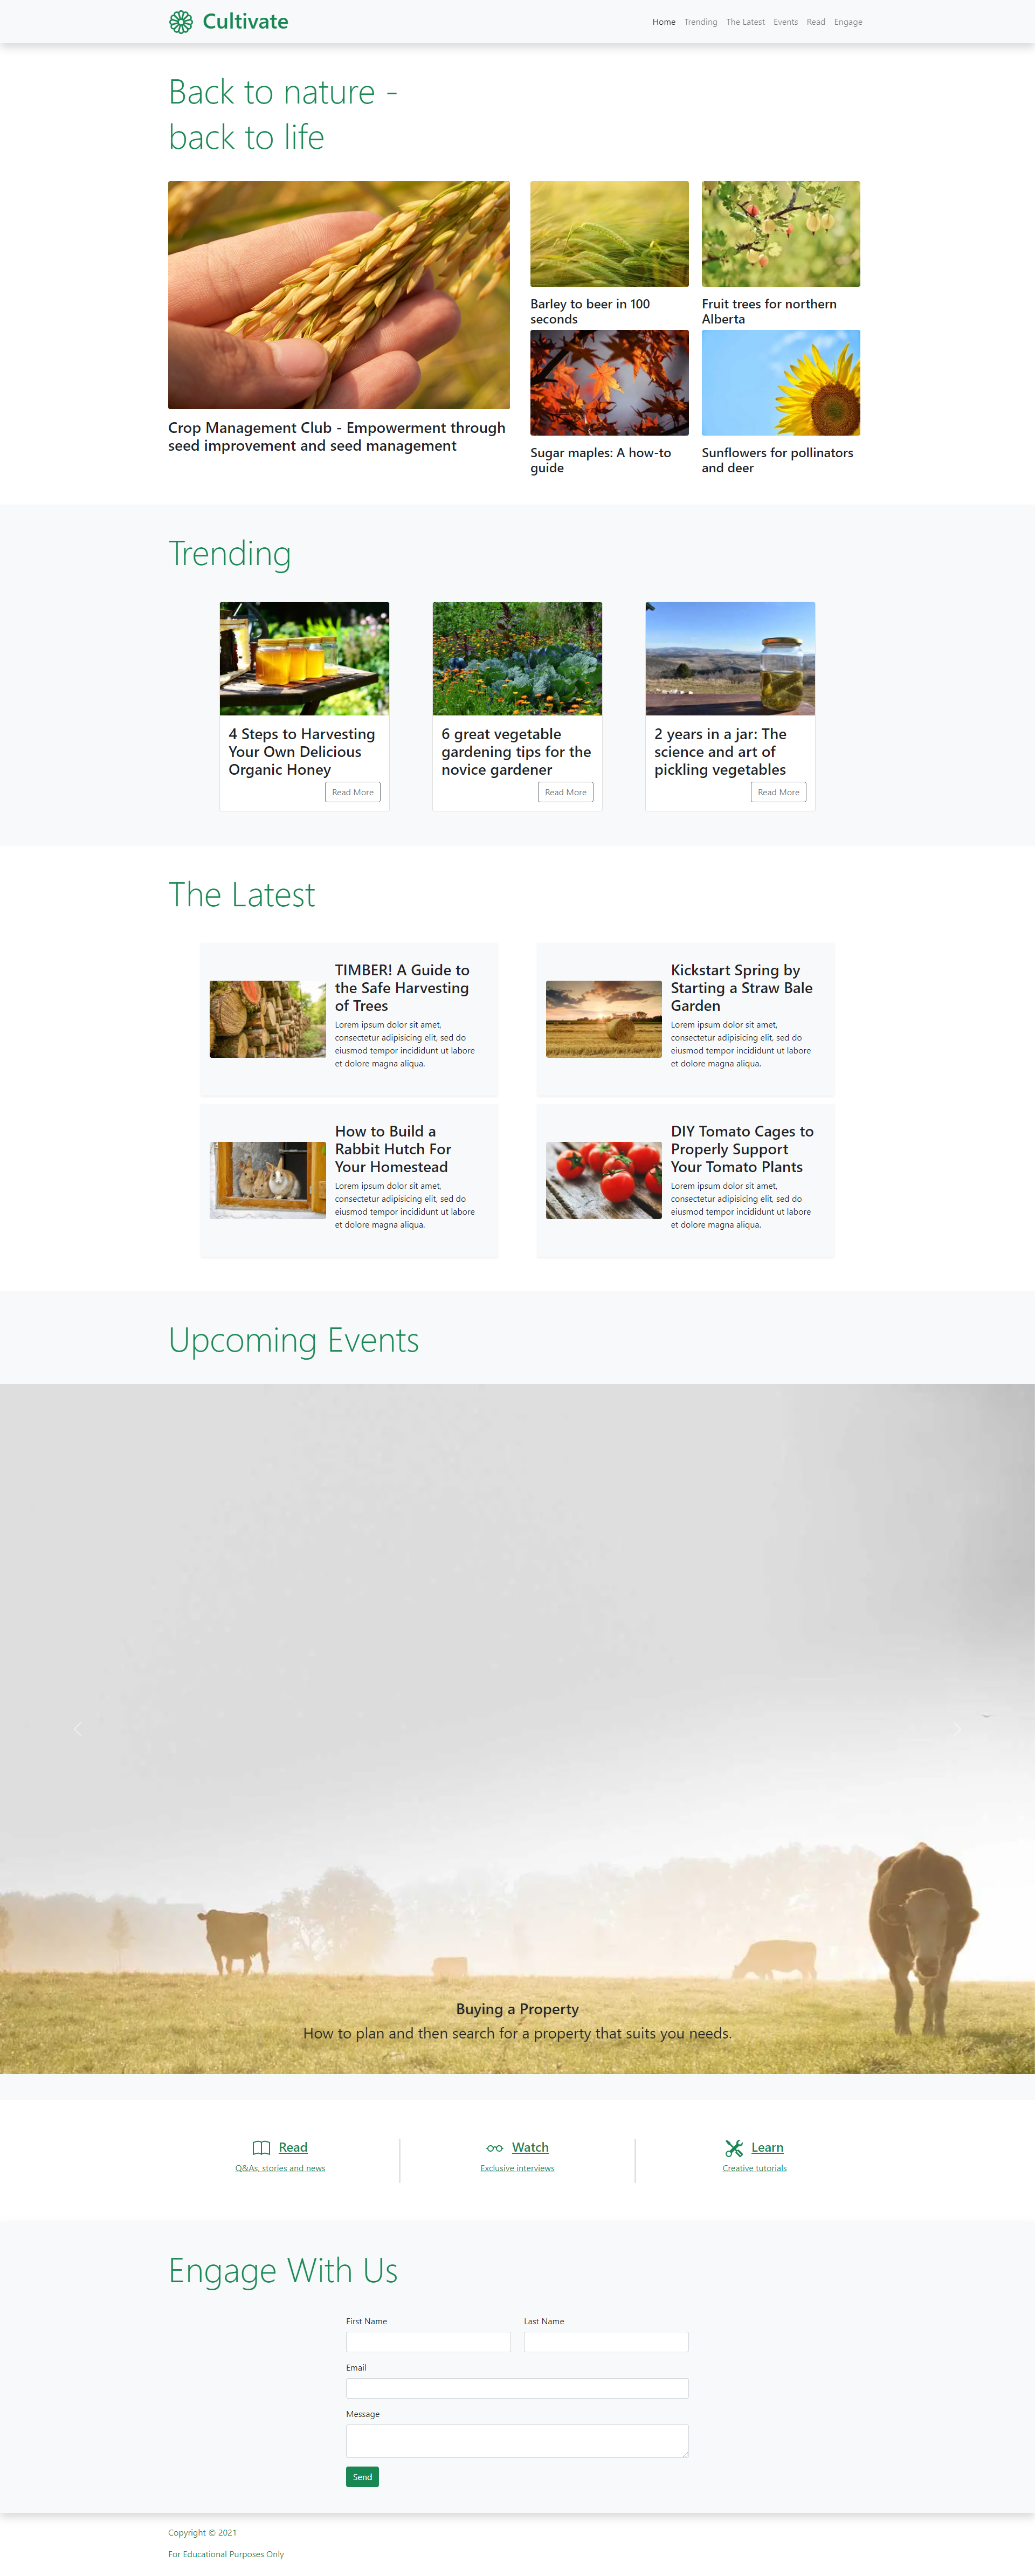 Cultivate
Home Trending The Latest Events Read Engage
Back to nature -
back to life
Crop Management Club - Empowerment through
seed improvement and seed management
Barley to beer in 100
seconds
Fruit trees for northern
Alberta
Sugar maples: A how-to
guide
Sunflowers for pollinators
and deer
Trending
4 Steps to Harvesting
Your Own Delicious
Organic Honey
Read More
6 great vegetable
gardening tips for the
novice gardener
Read More
2 years in a jar: The
science and art of
pickling vegetables
Read More
The Latest
TIMBER! A Guide to
the Safe Harvesting
of Trees
Lorem ipsum dolor sit amet,
consectetur adipisicing elit, sed do
eiusmod tempor incididunt ut labore
et dolore magna aliqua.
Kickstart Spring by
Starting a Straw Bale
Garden
Lorem ipsum dolor sit amet,
consectetur adipisicing elit, sed do
eiusmod tempor incididunt ut labore
et dolore magna aliqua.
How to Build a
Rabbit Hutch For
Your Homestead
Lorem ipsum dolor sit amet,
consectetur adipisicing elit, sed do
eiusmod tempor incididunt ut labore
et dolore magna aliqua.
DIY Tomato Cages to
Properly Support
Your Tomato Plants
Lorem ipsum dolor sit amet,
consectetur adipisicing elit, sed do
eiusmod tempor incididunt ut labore
et dolore magna aliqua.
Upcoming Events
Buying a Property
How to plan and then search for a property that suits you needs.
Read
Q&As, stories and news
Watch
Exclusive interviews
Learn
Creative tutorials
Engage With Us
First Name
Last Name
Email
Message
Send
Copyright © 2021
For Educational Purposes Only